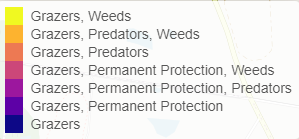 Grazers, Weeds
Grazers, Predators, Weeds
Grazers, Predators
Grazers, Permanent Protection, Weeds
Grazers, Permanent Protection, Predators
Grazers, Permanent Protection
Grazers